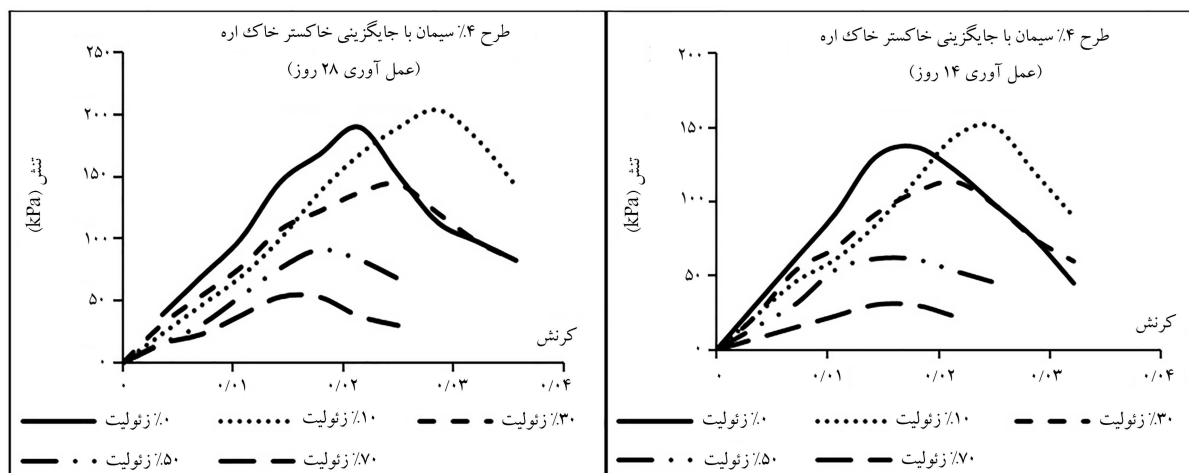 طرح ۴٪ سیمان با جایگزینی خاکستر خاک اره
(عمل آوری ۲۸ روز)
تنش (kPa)
۲۵۰
۲۰۰
۱۵۰
۱۰۰
۵۰
۰
کرنش
۰ ۰/۰۱ ۰/۰۲ ۰/۰۳ ۰/۰۴
۰٪ زئولیت ۱۰٪ زئولیت ۳۰٪ زئولیت
۵۰٪ زئولیت ۷۰٪ زئولیت
طرح ۴٪ سیمان با جایگزینی خاکستر خاک اره
(عمل آوری ۱۴ روز)
تنش (kPa)
۲۰۰
۱۵۰
۱۰۰
۵۰
۰
کرنش
۰ ۰/۰۱ ۰/۰۲ ۰/۰۳ ۰/۰۴
۰٪ زئولیت ۱۰٪ زئولیت ۳۰٪ زئولیت
۵۰٪ زئولیت ۷۰٪ زئولیت